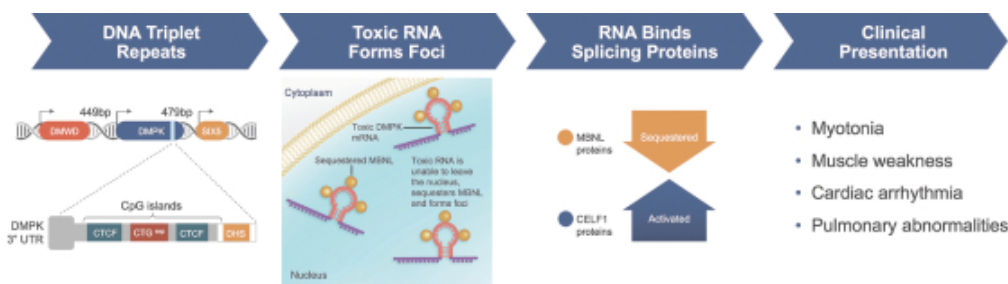 DNA Triplet
Repeats
Toxic RNA
Forms Foci
RNA Binds
Splicing Proteins
Clinical
Presentation
449bp
479bp
DMWD
DMPK
SIX5
CpG islands
DMPK
3" UTR
CTCF
CTG exp
CTCF
DHS
Cytoplasm
Toxic DMPK
mRNA
Sequestered MBNL
Toxic RNA is
unable to leave
the nucleus,
sequesters MBNL
and forms foci
Nucleus
MBNL
proteins
Sequestered
CELF1
proteins
Activated
• Myotonia
• Muscle weakness
• Cardiac arrhythmia
• Pulmonary abnormalities